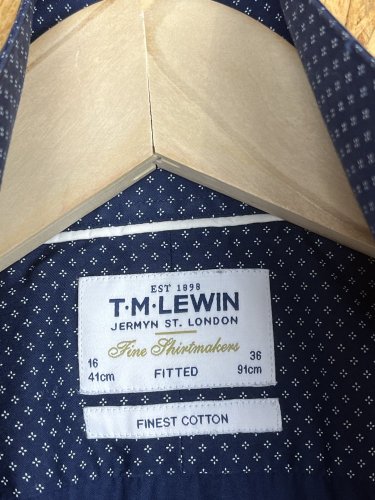 EST 1898
T·M·LEWIN
JERMYN ST. LONDON
Fine Shirtmakers
16 36
41cm FITTED 91cm
FINEST COTTON